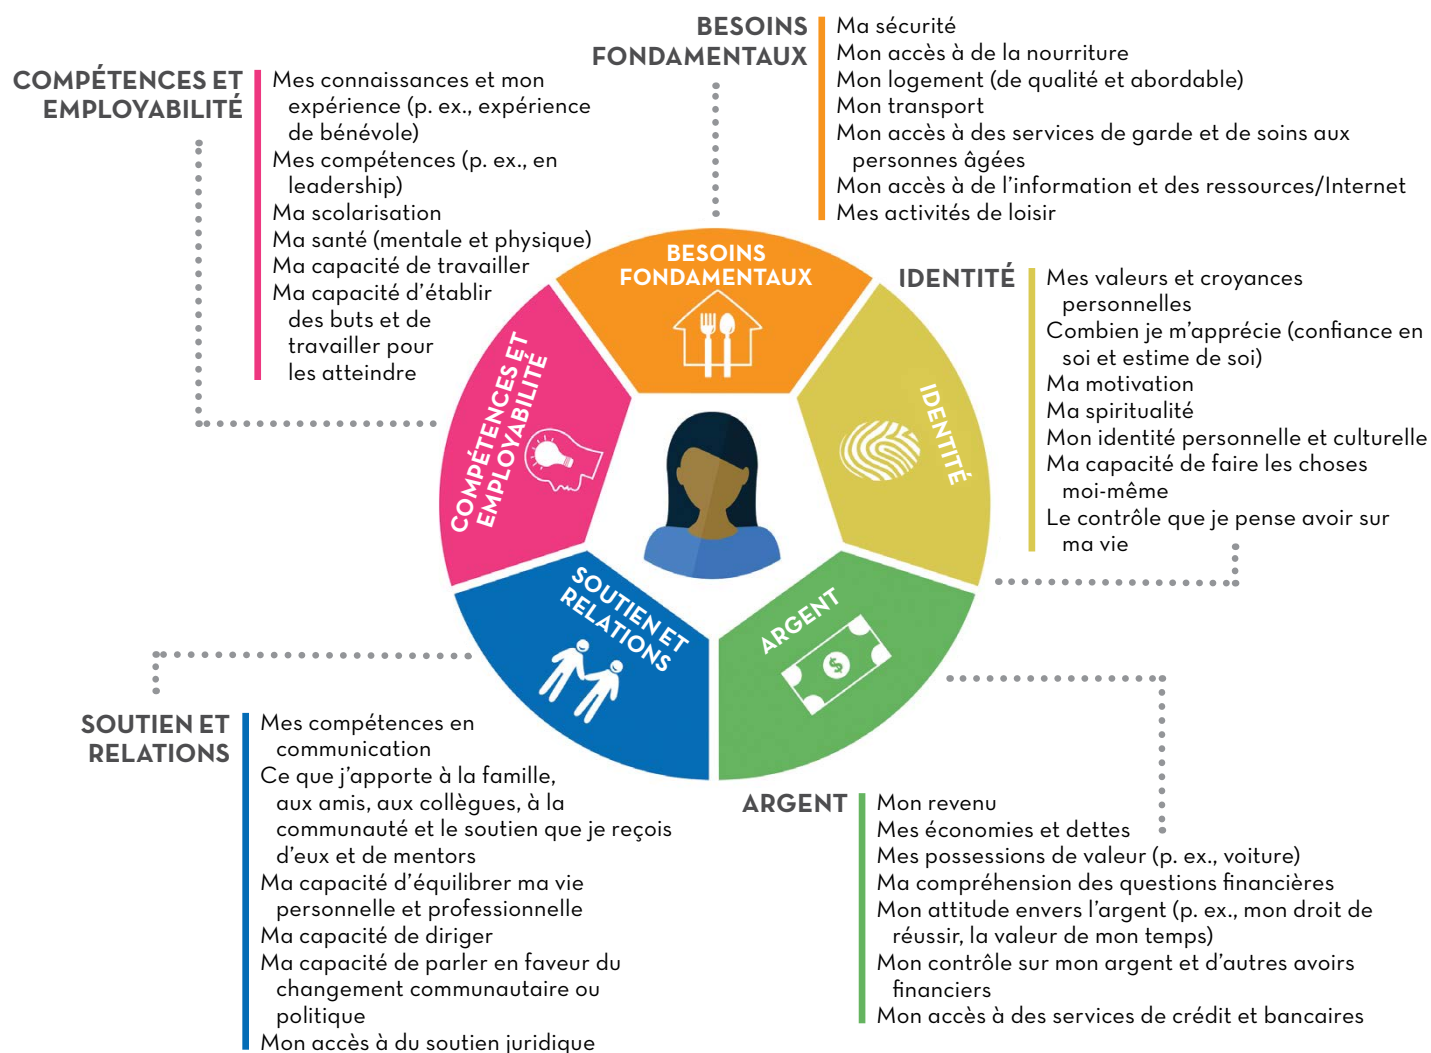 BESOINS
FONDAMENTAUX
Ma sécurité
Mon accès à de la nourriture
Mon logement (de qualité et abordable)
Mon transport
Mon accès à des services de garde et de soins aux
personnes âgées
Mon accès à de l’information et des ressources/Internet
Mes activités de loisir
COMPÉTENCES ET
EMPLOYABILITÉ
Mes connaissances et mon
expérience (p. ex., expérience
de bénévole)
Mes compétences (p. ex., en
leadership)
Ma scolarisation
Ma santé (mentale et physique)
Ma capacité de travailler
Ma capacité d’établir
des buts et de
travailler pour
les atteindre
BESOINS
FONDAMENTAUX
IDENTITÉ
Mes valeurs et croyances
personnelles
Combien je m’apprécie (confiance en
soi et estime de soi)
Ma motivation
Ma spiritualité
Mon identité personnelle et culturelle
Ma capacité de faire les choses
moi-même
Le contrôle que je pense avoir sur
ma vie
COMPÉTENCES ET
EMPLOYABILITÉ
IDENTITÉ
SOUTIEN ET
RELATIONS
ARGENT
$
SOUTIEN ET
RELATIONS
Mes compétences en
communication
Ce que j’apporte à la famille,
aux amis, aux collègues, à la
communauté et le soutien que je reçois
d’eux et de mentors
Ma capacité d’équilibrer ma vie
personnelle et professionnelle
Ma capacité de diriger
Ma capacité de parler en faveur du
changement communautaire ou
politique
Mon accès à du soutien juridique
ARGENT
Mon revenu
Mes économies et dettes
Mes possessions de valeur (p. ex., voiture)
Ma compréhension des questions financières
Mon attitude envers l’argent (p. ex., mon droit de
réussir, la valeur de mon temps)
Mon contrôle sur mon argent et d’autres avoirs
financiers
Mon accès à des services de crédit et bancaires